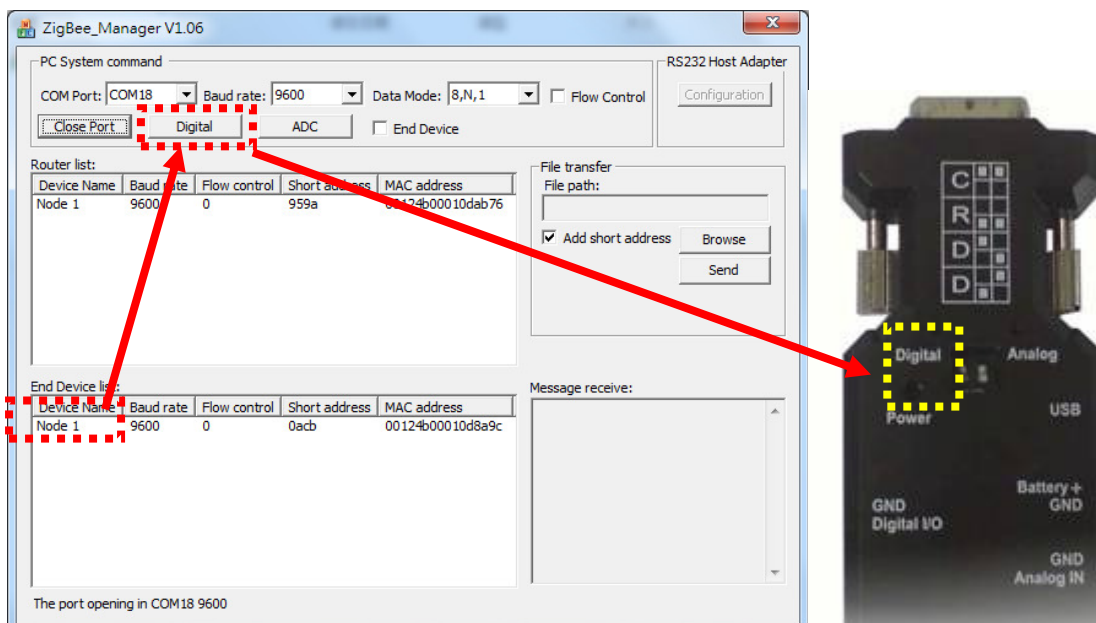 ZigBee_Manager V1.06
PC System command
RS232 Host Adapter
COM Port: COM18 Baud rate: 9600 Data Mode: 8,N,1 Flow Control Configuration
Close Port Digital ADC End Device
Router list:
Device Name Baud rate Flow control Short address MAC address
Node 1 9600 0 959a 00124b00010dab76
File transfer
File path:
Add short address Browse
Send
End Device list:
Device Name Baud rate Flow control Short address MAC address
Node 1 9600 0 0acb 00124b00010d8a9c
Message receive:
The port opening in COM18 9600
C
R
D
D
Digital Analog
Power USB
Battery +
GND GND
Digital I/O
GND
Analog IN